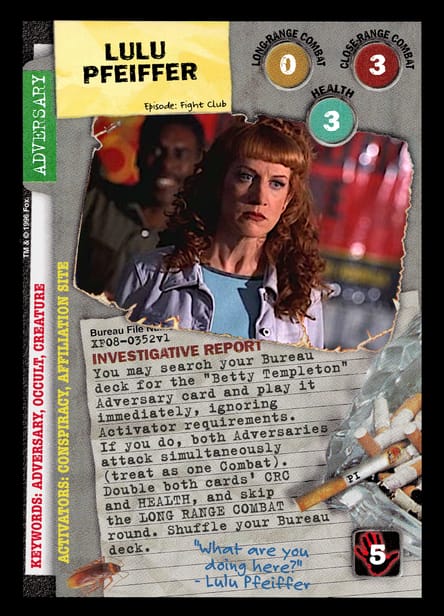 LULU
PFEIFFER
Episode: Fight Club
LONG-RANGE COMBAT
0
CLOSE-RANGE COMBAT
3
HEALTH
3
ADVERSARY
TM & © 1996 Fox.
KEYWORDS: ADVERSARY, OCCULT, CREATURE
ACTIVATORS: CONSPIRACY, AFFILIATION SITE
Bureau File
XF08-0352v1
INVESTIGATIVE REPORT
You may search your Bureau
deck for the "Betty Templeton"
Adversary card and play it
immediately, ignoring
Activator requirements.
If you do, both Adversaries
attack simultaneously
(treat as one Combat).
Double both cards' CRC
and HEALTH, and skip
the LONG RANGE COMBAT
round. Shuffle your Bureau
deck.
"What are you
doing here?"
- Lulu Pfeiffer
PI
5